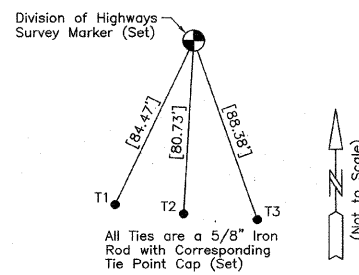 Division of Highways
Survey Marker (Set)
[84.47']
[80.73']
[88.38']
T1
T2
T3
N
(Not to Scale)
All Ties are a 5/8" Iron
Rod with Corresponding
Tie Point Cap (Set)